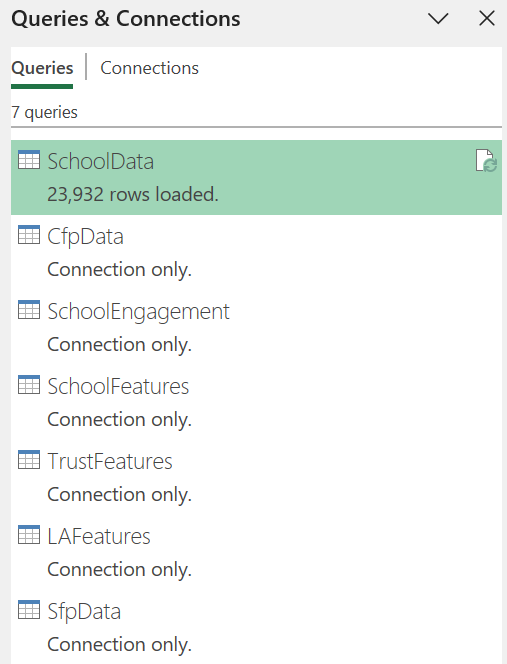 Queries & Connections
Queries Connections
7 queries
SchoolData
23,932 rows loaded.
CfpData
Connection only.
SchoolEngagement
Connection only.
SchoolFeatures
Connection only.
TrustFeatures
Connection only.
LAFeatures
Connection only.
SfpData
Connection only.